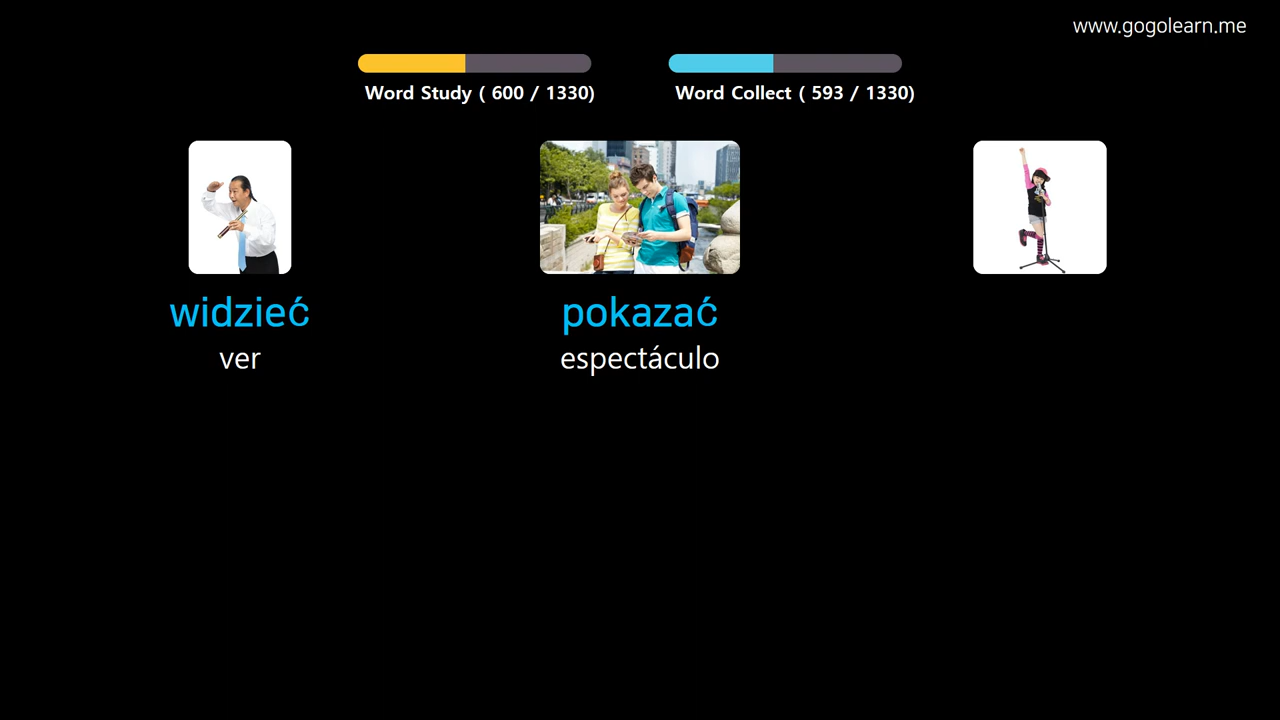 www.gogolearn.me
Word Study ( 600 / 1330)
Word Collect ( 593 / 1330)
widzieć
ver
pokazać
espectáculo